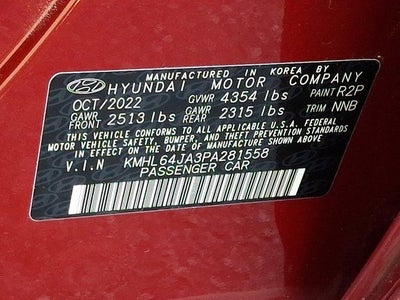 MANUFACTURED IN KOREA BY
HYUNDAI MOTOR COMPANY
OCT/2022 GVWR 4354 lbs PAINT R2P
GAWR FRONT 2513 lbs GAWR REAR 2315 lbs TRIM NNB
THIS VEHICLE CONFORMS TO ALL APPLICABLE U.S.A. FEDERAL
MOTOR VEHICLE SAFETY, BUMPER, AND THEFT PREVENTION STANDARDS
IN EFFECT ON THE DATE OF MANUFACTURE SHOWN ABOVE
V.I.N KMHL64JA3PA281558
PASSENGER CAR